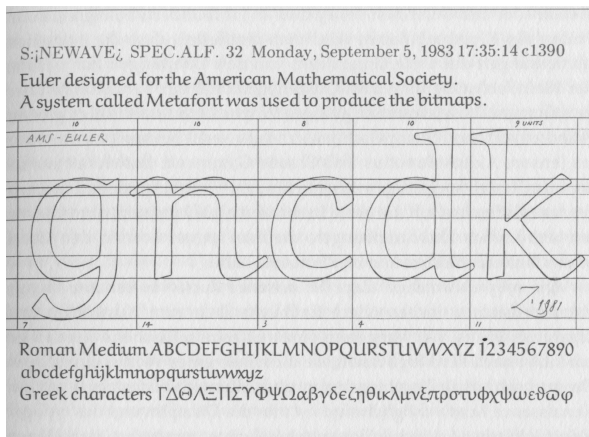 S:¡NEWAVE¿ SPEC.ALF. 32 Monday, September 5, 1983 17:35:14 c1390
Euler designed for the American Mathematical Society.
A system called Metafont was used to produce the bitmaps.
10 10 8 10 9 UNITS
AMS - EULER
gncdk
1981
7 14 5 4 11
Roman Medium ABCDEFGHIJKLMNOPQURSTUVWXYZ 1234567890
abcdefghijklmnopqurstuvwxyz
Greek characters ΓΔΘΛΞΠΣΥΦΨΩαβγδεζηθικλμνξπρστυφχψωεϑϖφ